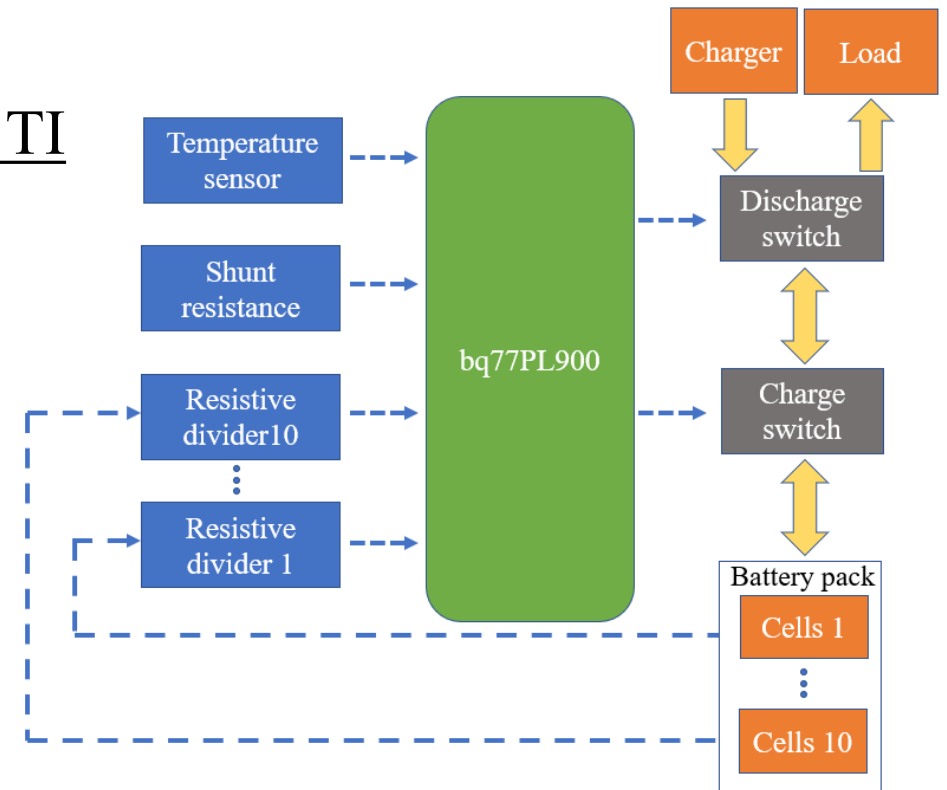 TI
Charger
Load
Temperature
sensor
Shunt
resistance
Resistive
divider10
Resistive
divider 1
bq77PL900
Discharge
switch
Charge
switch
Battery pack
Cells 1
Cells 10